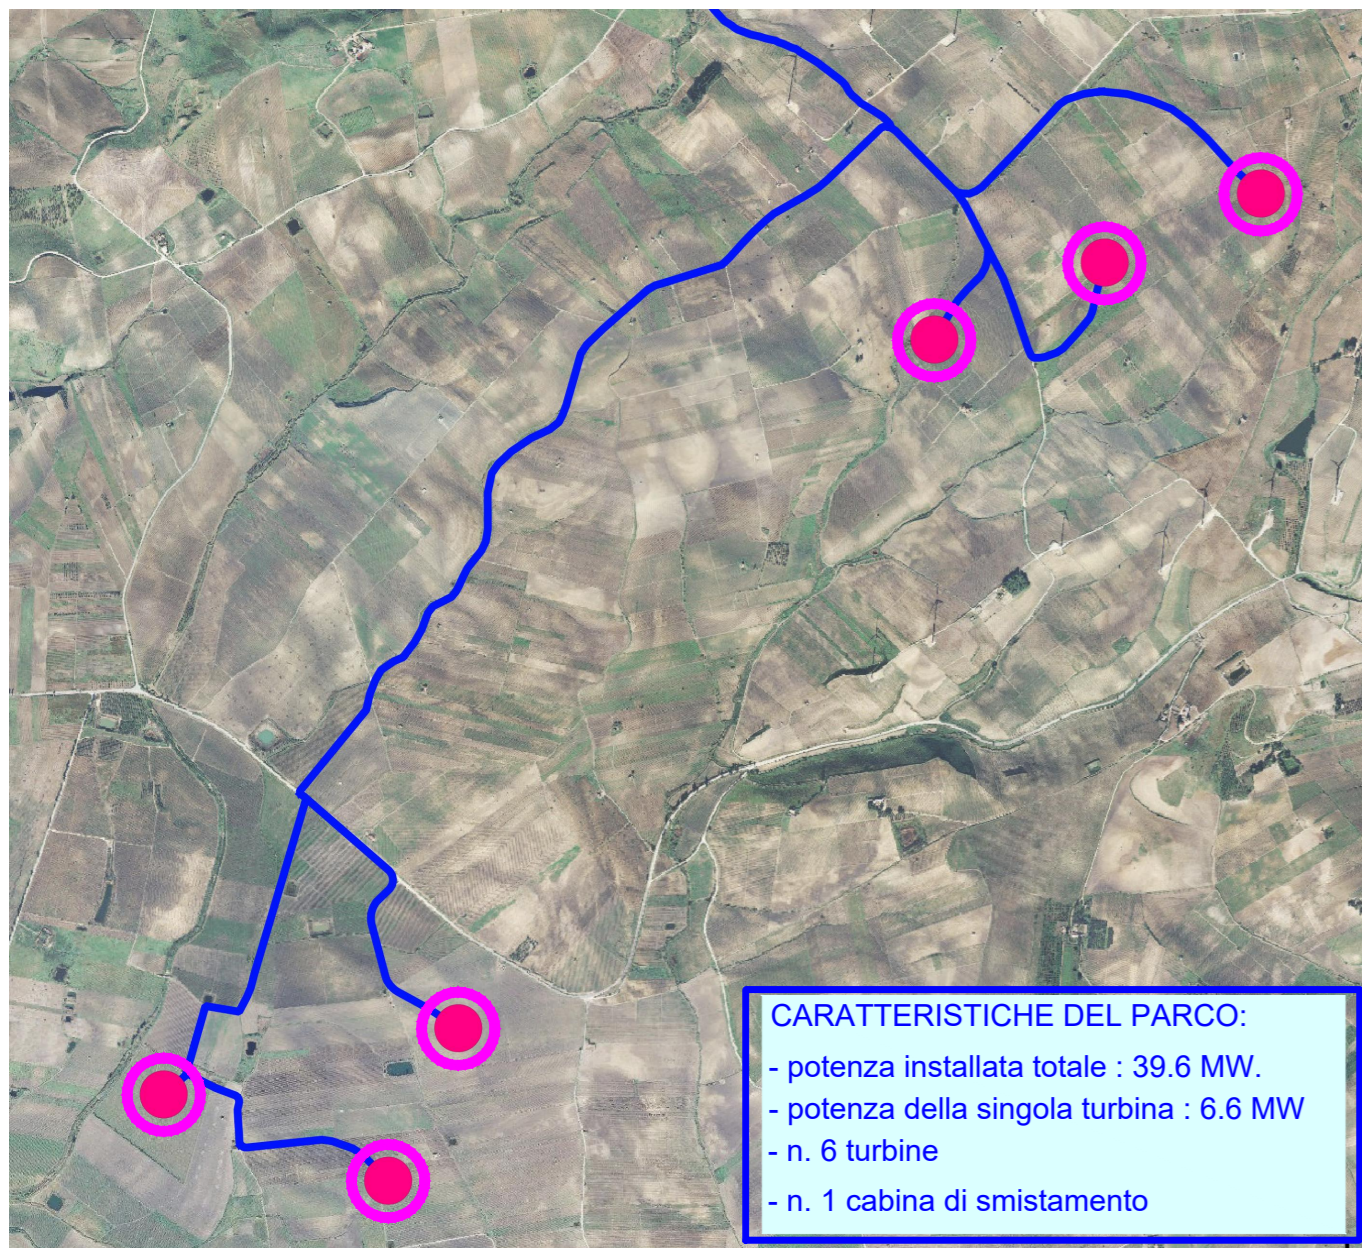 CARATTERISTICHE DEL PARCO:
- potenza installata totale : 39.6 MW.
- potenza della singola turbina : 6.6 MW
- n. 6 turbine
- n. 1 cabina di smistamento